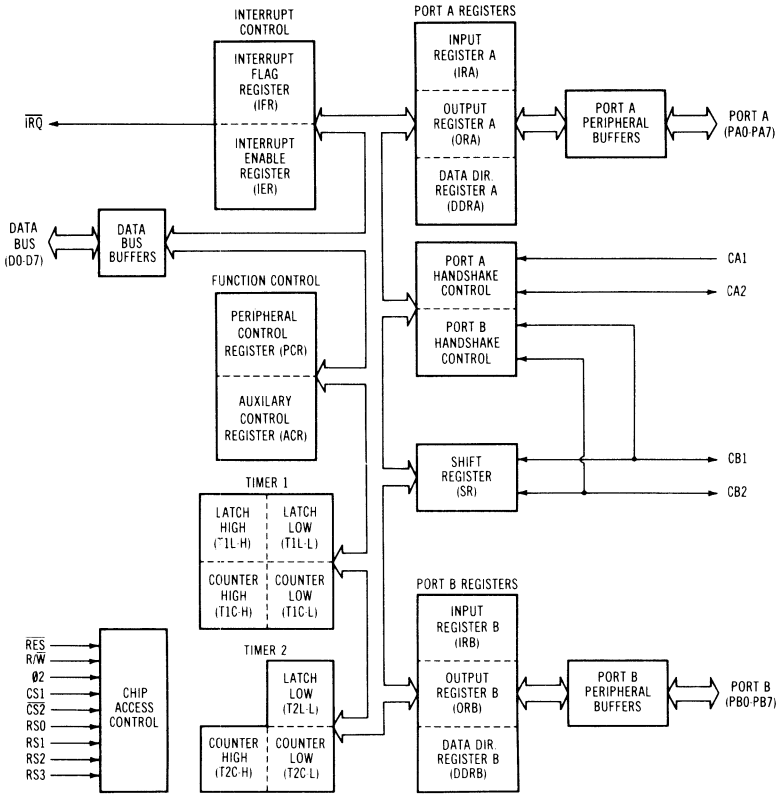 INTERRUPT
CONTROL
INTERRUPT
FLAG
REGISTER
(IFR)
INTERRUPT
ENABLE
REGISTER
(IER)
IRQ
PORT A REGISTERS
INPUT
REGISTER A
(IRA)
OUTPUT
REGISTER A
(ORA)
DATA DIR.
REGISTER A
(DDRA)
PORT A
PERIPHERAL
BUFFERS
PORT A
(PA0-PA7)
DATA
BUS
(D0-D7)
DATA
BUS
BUFFERS
PORT A
HANDSHAKE
CONTROL
PORT B
HANDSHAKE
CONTROL
CA1
CA2
FUNCTION CONTROL
PERIPHERAL
CONTROL
REGISTER (PCR)
AUXILARY
CONTROL
REGISTER (ACR)
SHIFT
REGISTER
(SR)
CB1
CB2
TIMER 1
LATCH
HIGH
(T1L-H)
LATCH
LOW
(T1L-L)
COUNTER
HIGH
(T1C-H)
COUNTER
LOW
(T1C-L)
TIMER 2
LATCH
LOW
(T2L-L)
COUNTER
HIGH
(T2C-H)
COUNTER
LOW
(T2C-L)
PORT B REGISTERS
INPUT
REGISTER B
(IRB)
OUTPUT
REGISTER B
(ORB)
DATA DIR.
REGISTER B
(DDRB)
PORT B
PERIPHERAL
BUFFERS
PORT B
(PB0-PB7)
RES
R/W
Ø2
CS1
CS2
RS0
RS1
RS2
RS3
CHIP
ACCESS
CONTROL